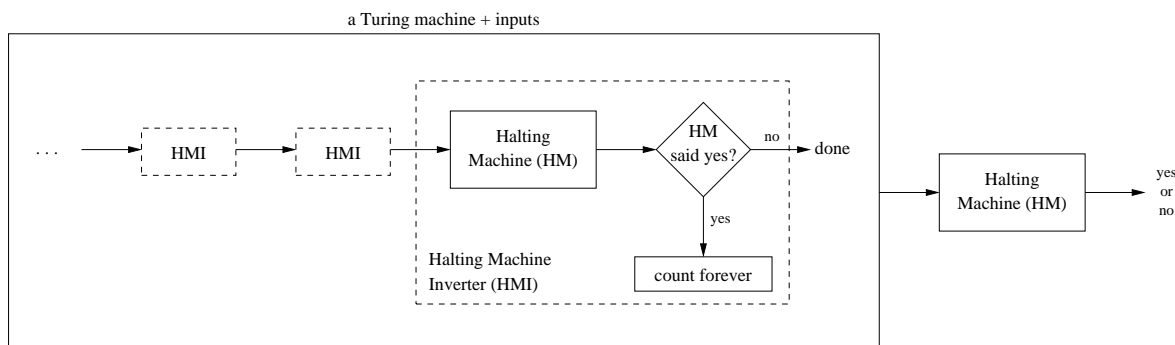 a Turing machine + inputs
. . .
HMI
HMI
Halting
Machine (HM)
HM
said yes?
no
done
yes
count forever
Halting Machine
Inverter (HMI)
Halting
Machine (HM)
yes
or
no